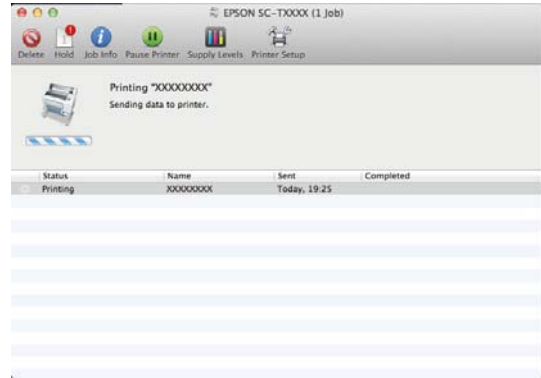 EPSON SC-TXXXX (1 Job)
Delete Hold Job Info Pause Printer Supply Levels Printer Setup
Printing "XXXXXXXX"
Sending data to printer.
Status Name Sent Completed
Printing XXXXXXXX Today, 19:25